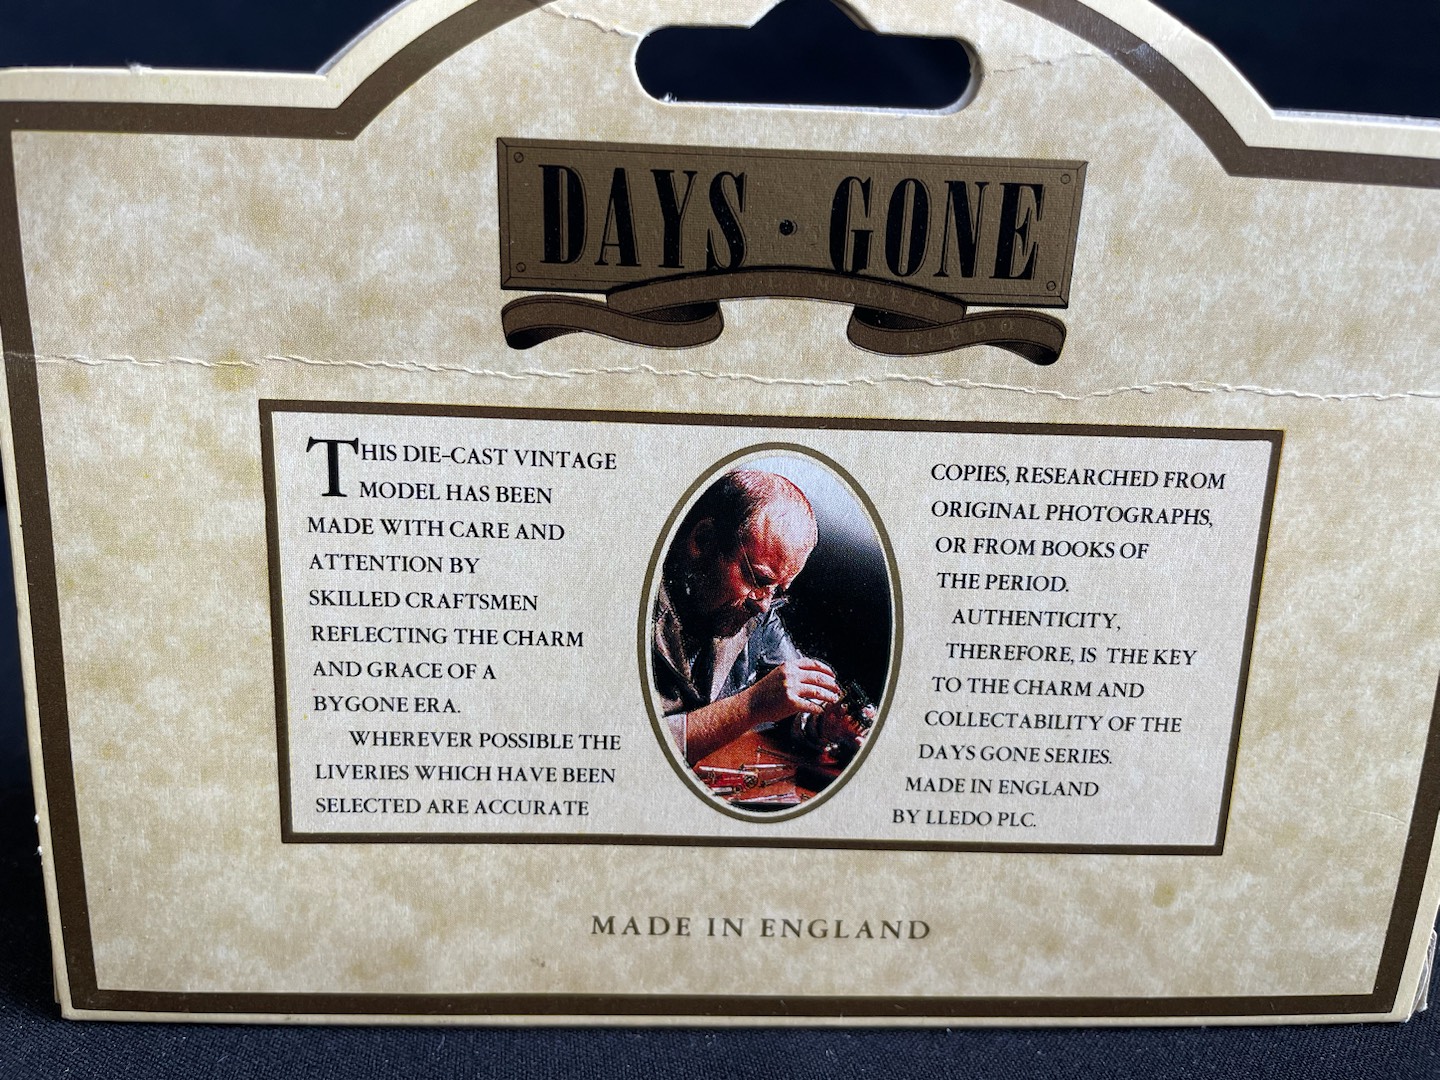 DAYS · GONE
MODELS
LLEDO
THIS DIE-CAST VINTAGE
MODEL HAS BEEN
MADE WITH CARE AND
ATTENTION BY
SKILLED CRAFTSMEN
REFLECTING THE CHARM
AND GRACE OF A
BYGONE ERA.
WHEREVER POSSIBLE THE
LIVERIES WHICH HAVE BEEN
SELECTED ARE ACCURATE
COPIES, RESEARCHED FROM
ORIGINAL PHOTOGRAPHS,
OR FROM BOOKS OF
THE PERIOD.
AUTHENTICITY,
THEREFORE, IS THE KEY
TO THE CHARM AND
COLLECTABILITY OF THE
DAYS GONE SERIES.
MADE IN ENGLAND
BY LLEDO PLC.
MADE IN ENGLAND